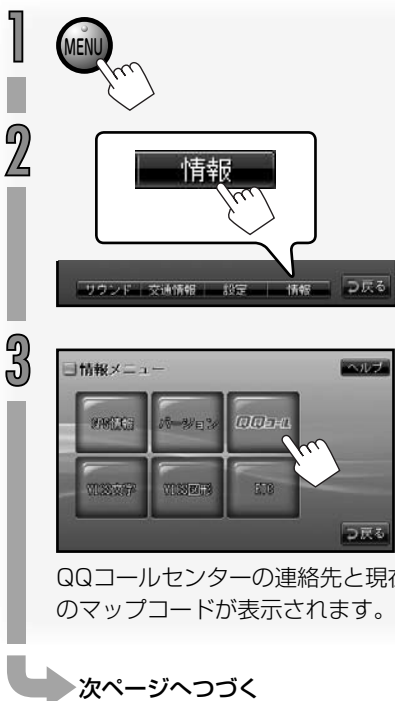 1
MENU
2
情報
サウンド 交通情報 設定 情報 戻る
3
情報メニュー ヘルプ
GPS情報 バージョン QQコール
VICS文字 VICS図形 ETC
戻る
QQコールセンターの連絡先と現在
のマップコードが表示されます。
次ページへつづく